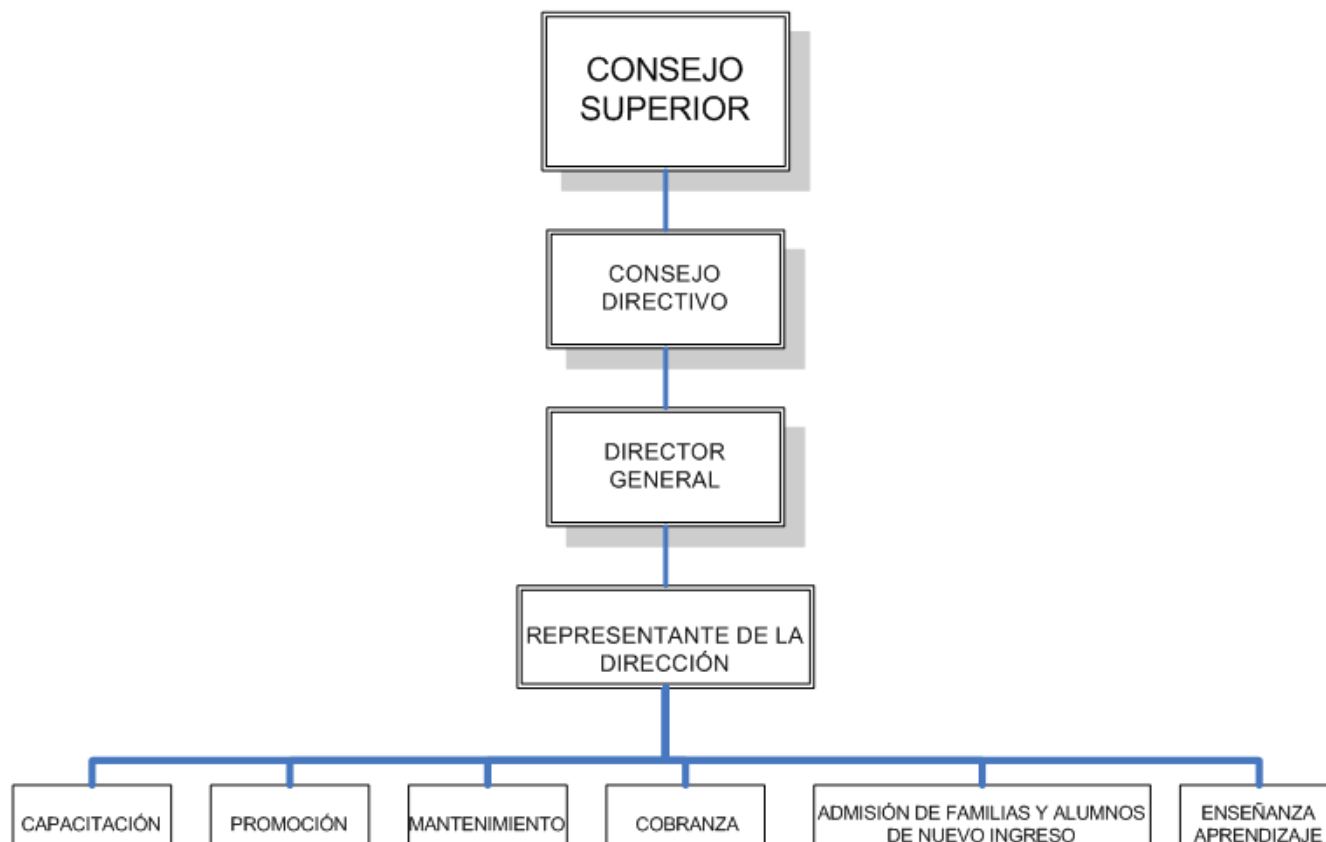 CONSEJO
SUPERIOR
CONSEJO
DIRECTIVO
DIRECTOR
GENERAL
REPRESENTANTE DE LA
DIRECCIÓN
CAPACITACIÓN
PROMOCIÓN
MANTENIMIENTO
COBRANZA
ADMISIÓN DE FAMILIAS Y ALUMNOS
DE NUEVO INGRESO
ENSEÑANZA
APRENDIZAJE